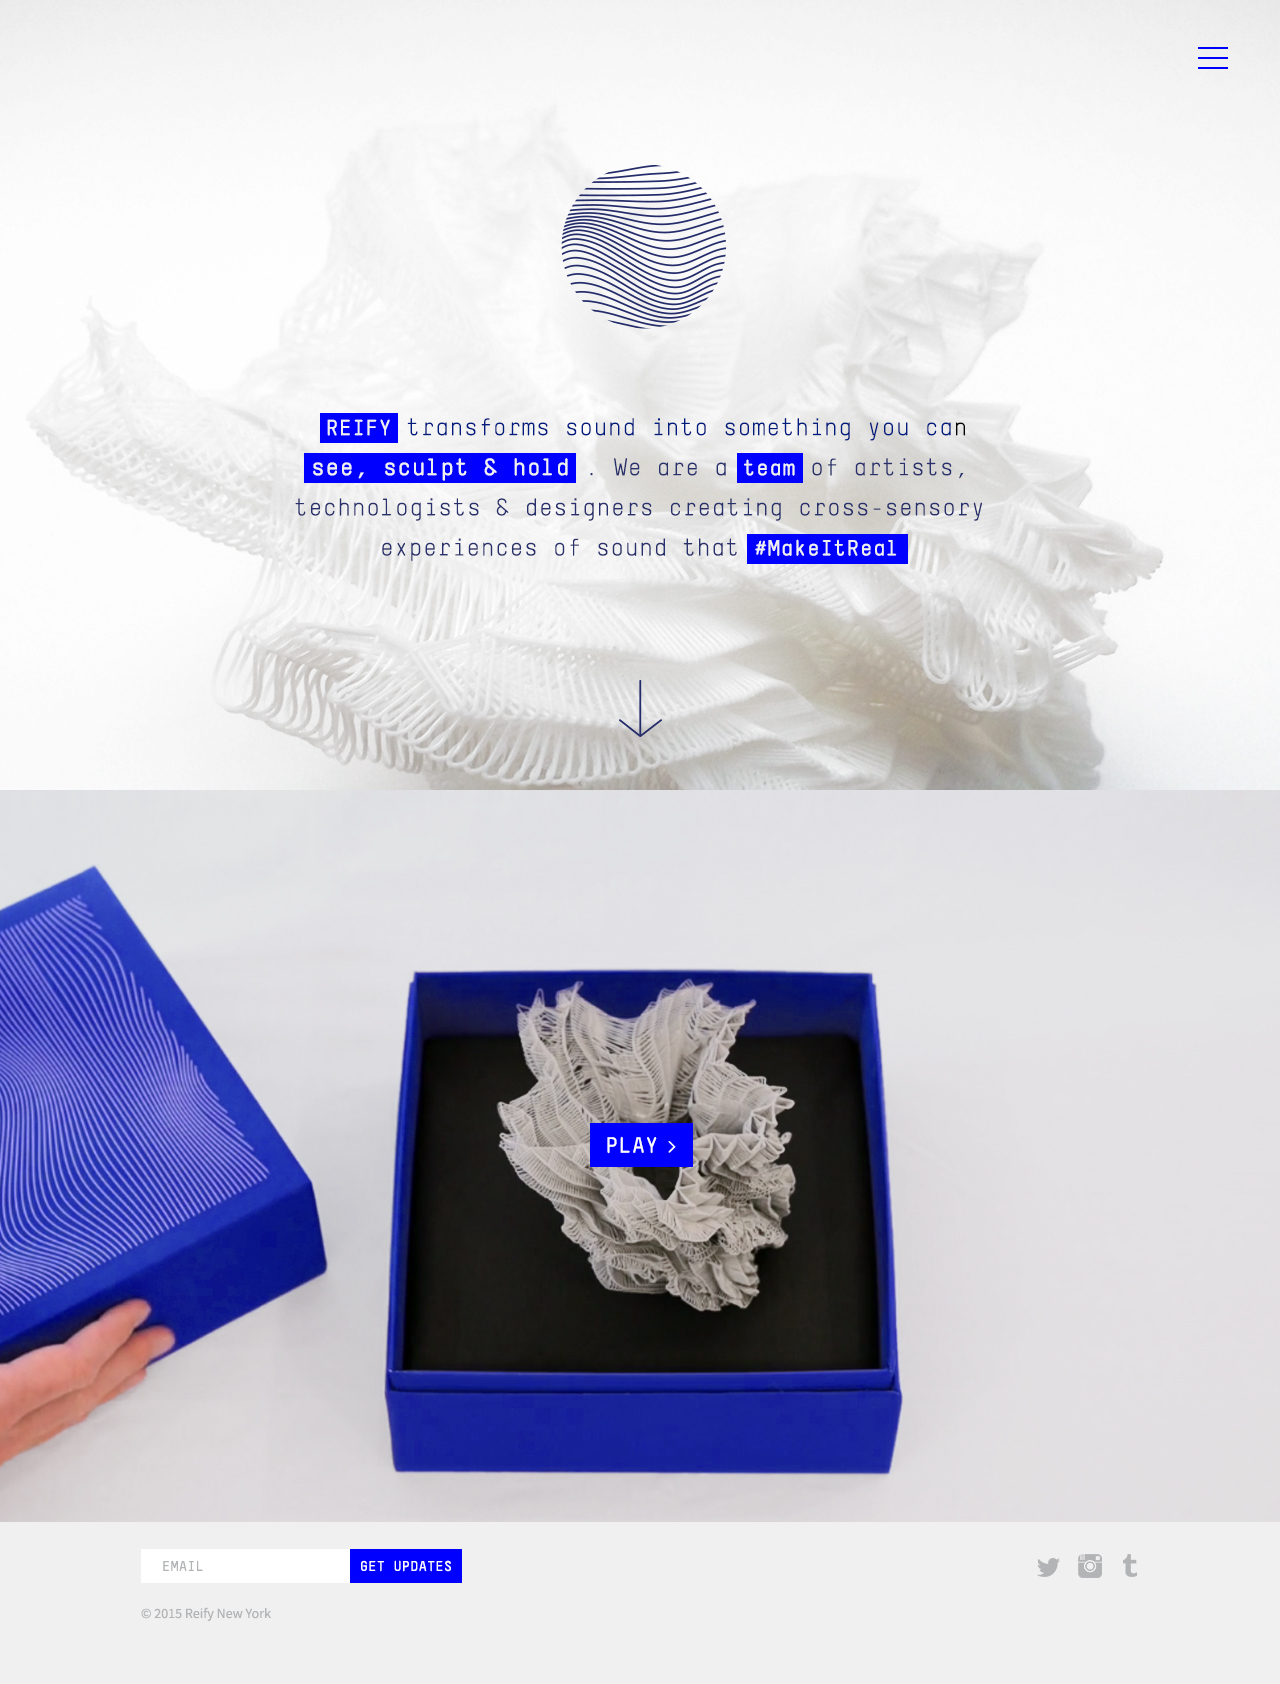 REIFY transforms sound into something you can
see, sculpt & hold . We are a team of artists,
technologists & designers creating cross-sensory
experiences of sound that #MakeItReal
PLAY >
EMAIL GET UPDATES
© 2015 Reify New York